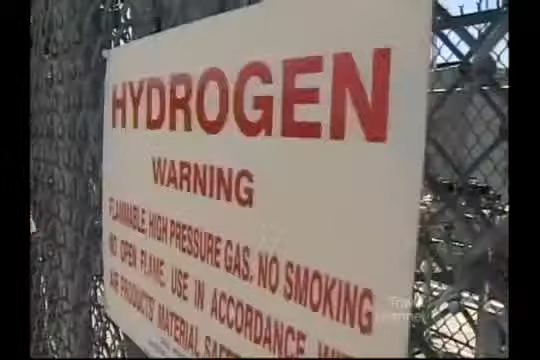 HYDROGEN
WARNING
FLAMMABLE, HIGH PRESSURE GAS, NO SMOKING
NO OPEN FLAME. USE IN ACCORDANCE
AIR PRODUCTS' MATERIAL